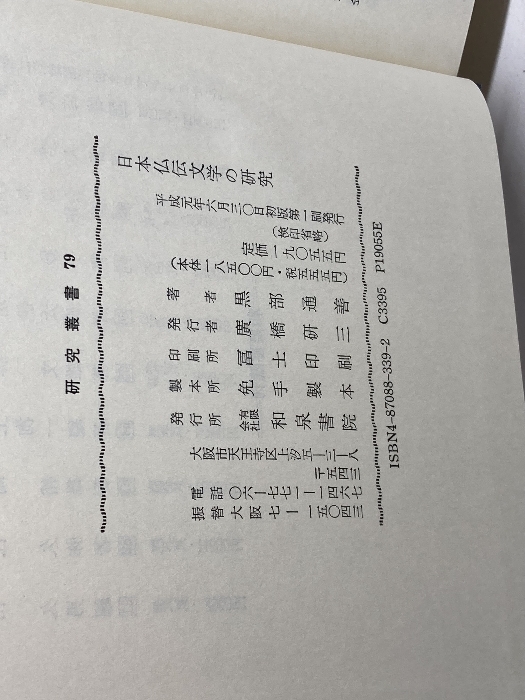 日本仏伝文学の研究
平成元年六月三〇日初版第一刷発行
(検印省略)
定価一九〇五五円
(本体一八五〇〇円・税五五五円)
著者 黒部通善
発行者 廣橋研三
印刷所 冨士印刷
製本所 免手製本
発行所 有限会社 和泉書院
大阪市天王寺区上汐五—三—八
〒五四三
電話〇六—七七一—一四六七
振替大阪七—一五〇四三
研究叢書 79
ISBN4-87088-339-2 C3395 P19055E